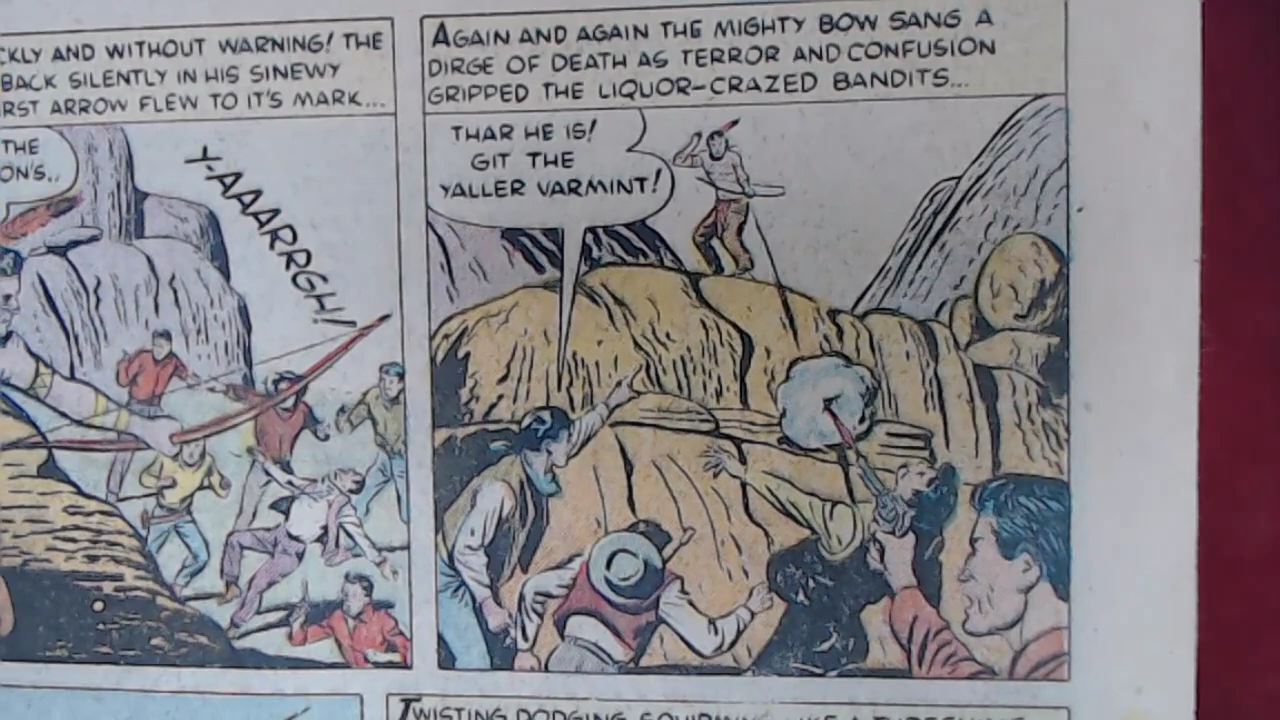 CKLY AND WITHOUT WARNING! THE
BACK SILENTLY IN HIS SINEWY
RST ARROW FLEW TO IT'S MARK...
THE
ON'S..
Y-AAAARRGH!
AGAIN AND AGAIN THE MIGHTY BOW SANG A
DIRGE OF DEATH AS TERROR AND CONFUSION
GRIPPED THE LIQUOR-CRAZED BANDITS...
THAR HE IS!
GIT THE
YALLER VARMINT!
TWISTING DODGING